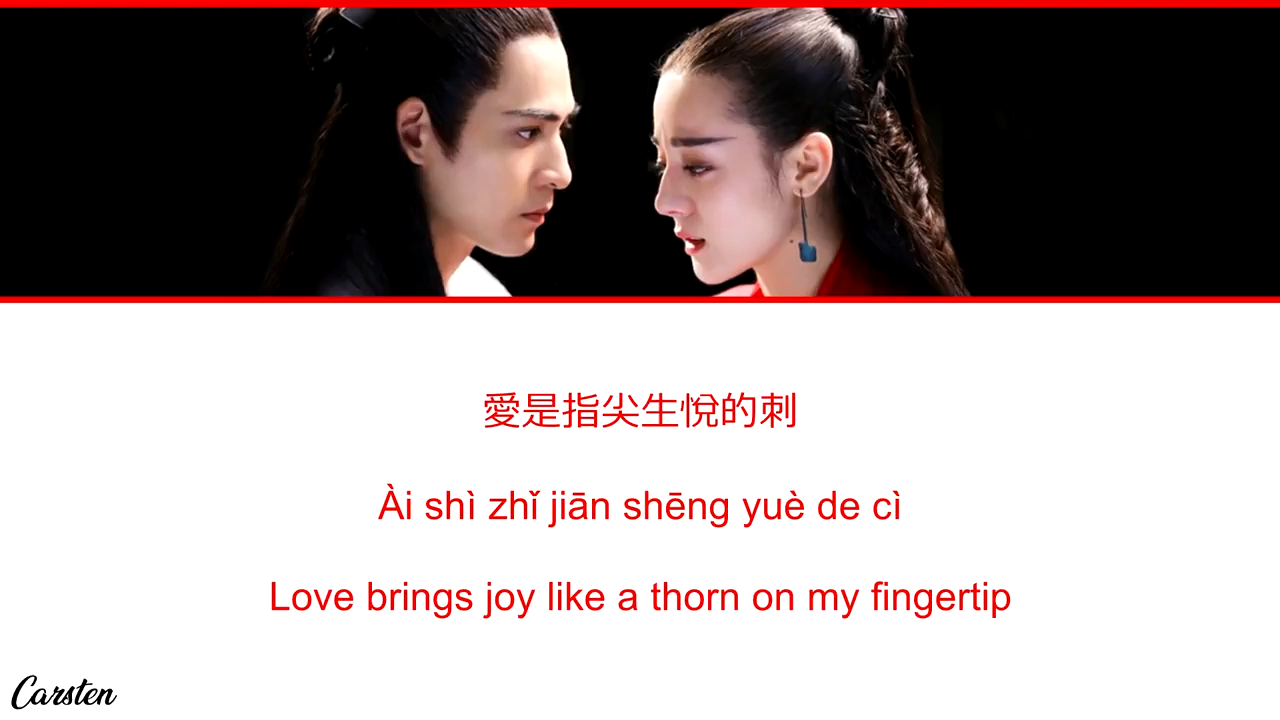 愛是指尖生悅的刺
Ài shì zhǐ jiān shēng yuè de cì
Love brings joy like a thorn on my fingertip
Carsten